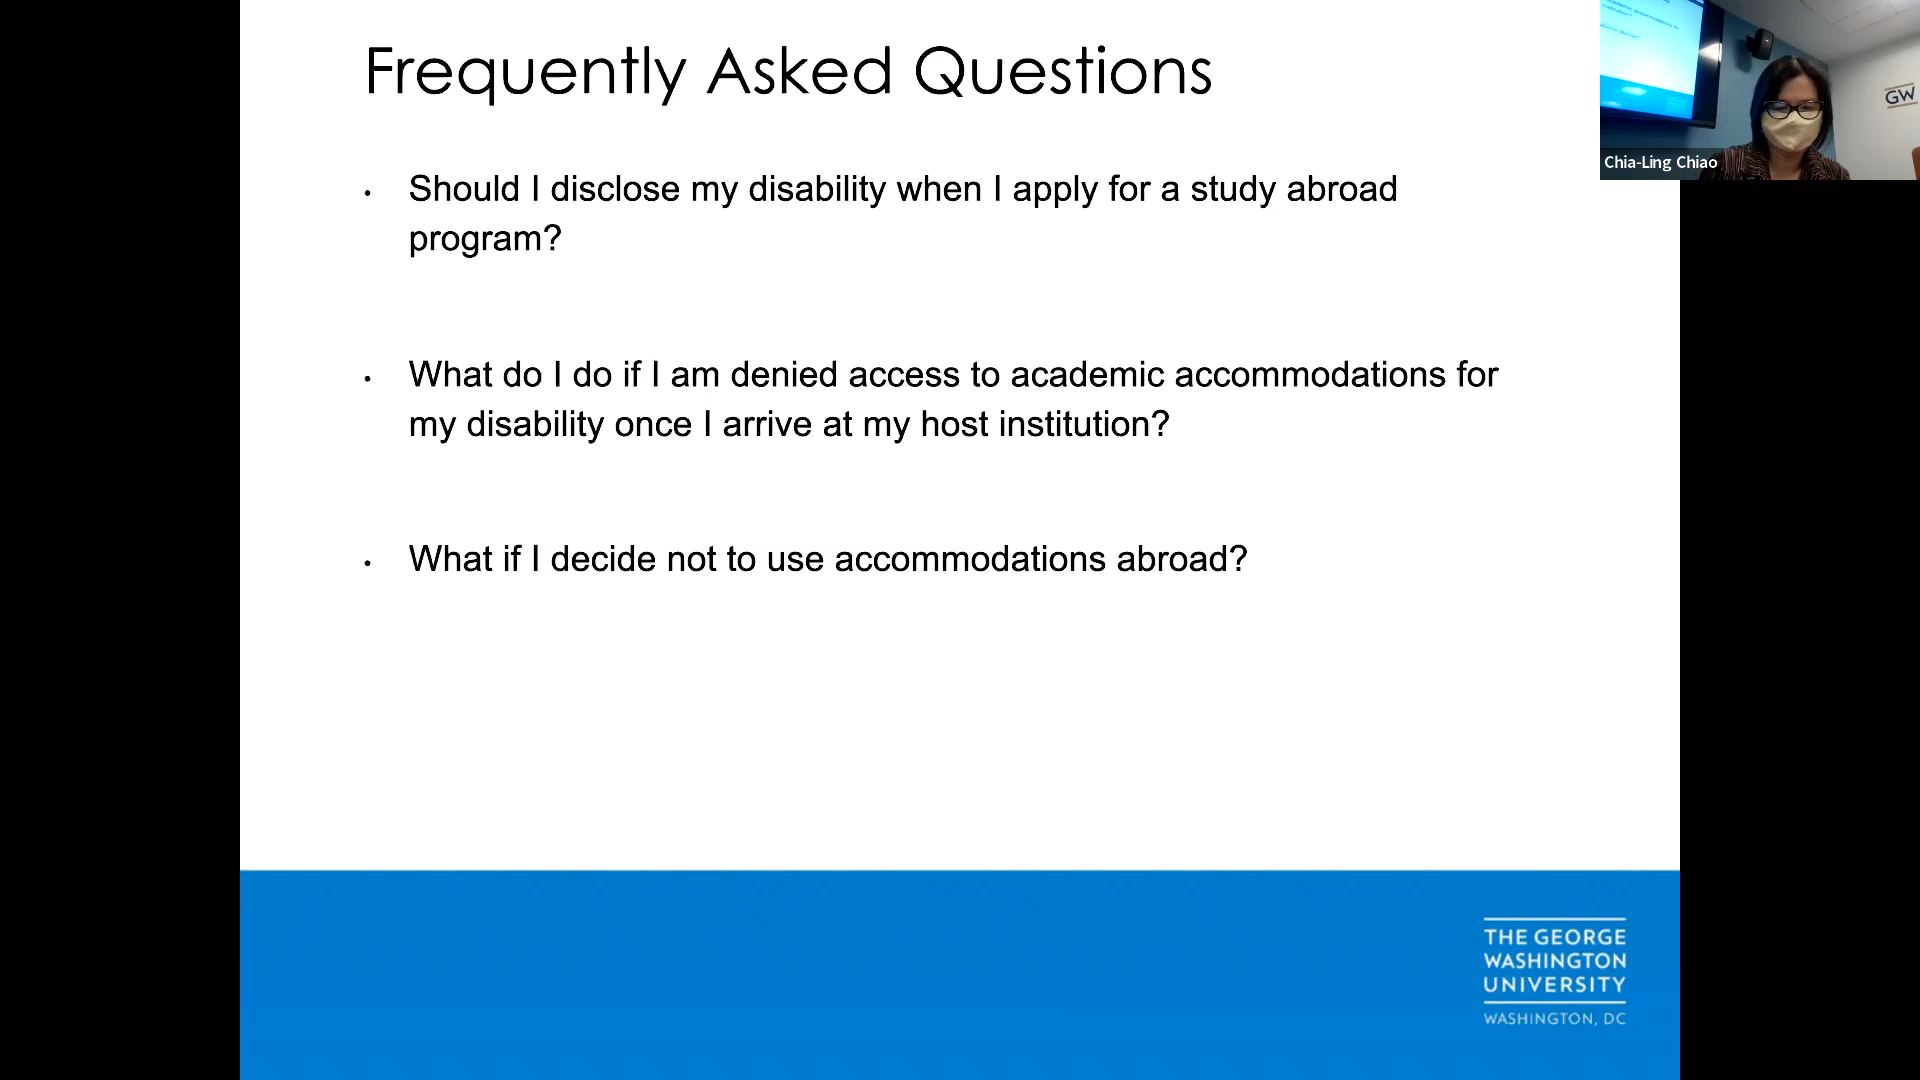 Frequently Asked Questions
• Should I disclose my disability when I apply for a study abroad
program?
• What do I do if I am denied access to academic accommodations for
my disability once I arrive at my host institution?
• What if I decide not to use accommodations abroad?
Chia-Ling Chiao
GW
THE GEORGE
WASHINGTON
UNIVERSITY
WASHINGTON, DC